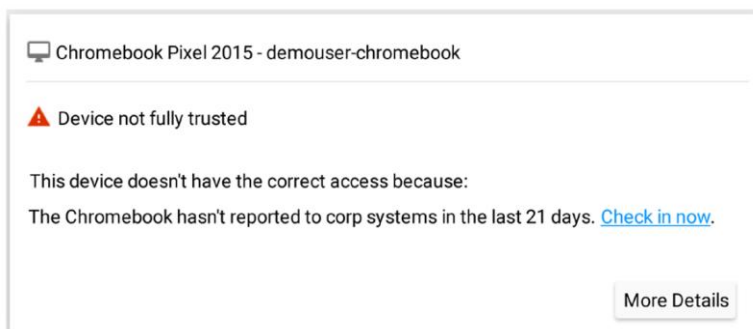 Chromebook Pixel 2015 - demouser-chromebook
Device not fully trusted
This device doesn't have the correct access because:
The Chromebook hasn't reported to corp systems in the last 21 days. Check in now.
More Details